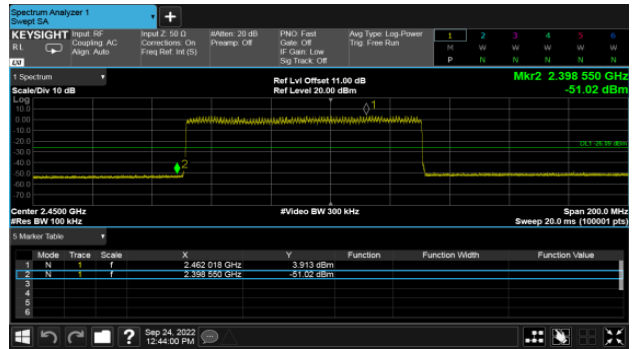 Spectrum Analyzer 1
Swept SA
KEYSIGHT Input: RF Input Z: 50 Ω #Atten: 20 dB PNO: Fast Avg Type: Log-Power 1 2 3 4 5 6
RL Coupling: AC Corrections: On Preamp: Off Gate: Off Trig: Free Run M W W W W W
Align: Auto Freq Ref: Int (S) IF Gain: Low P N N N N N
LXI Sig Track: Off
1 Spectrum Ref Lvl Offset 11.00 dB Mkr2 2.398 550 GHz
Scale/Div 10 dB Ref Level 20.00 dBm -51.02 dBm
Log
10.0
0.00
-10.0
-20.0
-30.0
-40.0
-50.0
-60.0
-70.0
1
2
Center 2.4500 GHz #Video BW 300 kHz Span 200.0 MHz
#Res BW 100 kHz Sweep 20.0 ms (100001 pts)
5 Marker Table
Mode Trace Scale X Y Function Function Width Function Value
1 N 1 f 2.462 018 GHz 3.913 dBm
2 N 1 f 2.398 550 GHz -51.02 dBm
3
4
5
6
? Sep 24, 2022
12:44:00 PM